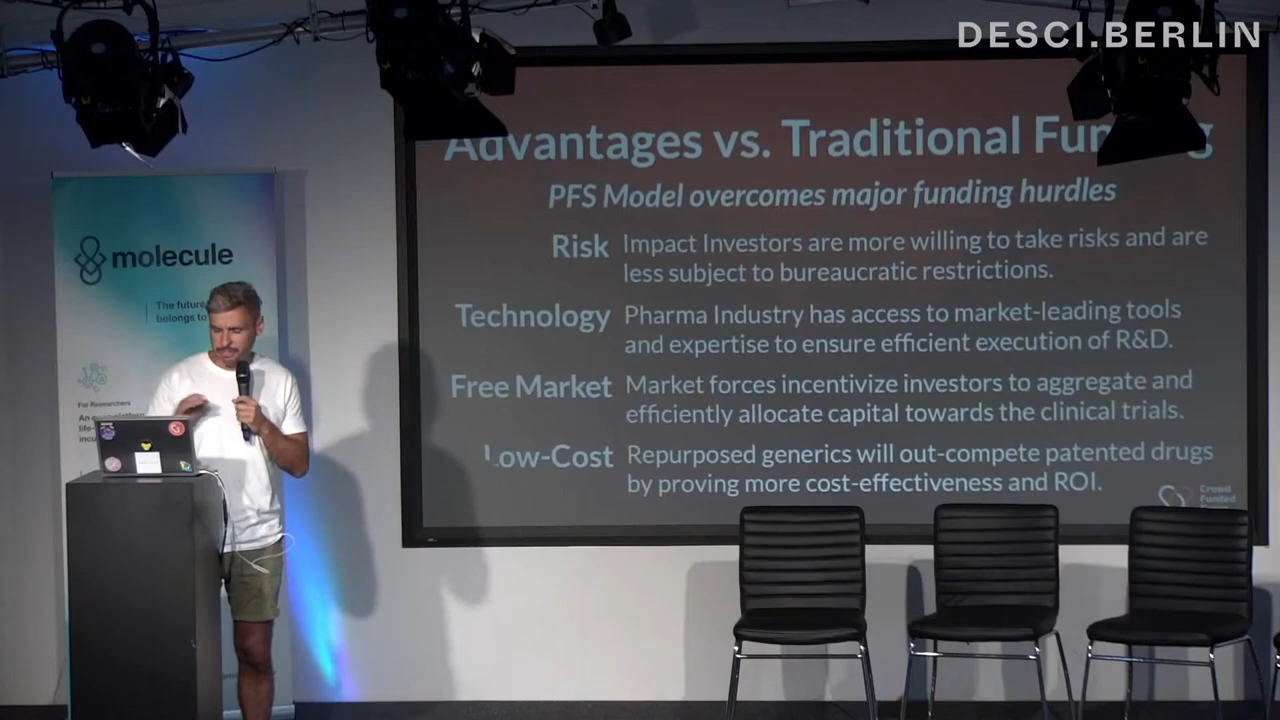 DESCI.BERLIN
Advantages vs. Traditional
PFS Model overcomes major funding hurdles
Risk Impact Investors are more willing to take risks and are
less subject to bureaucratic restrictions.
Technology Pharma Industry has access to market-leading tools
and expertise to ensure efficient execution of R&D.
Free Market Market forces incentivize investors to aggregate and
efficiently allocate capital towards the clinical trials.
Low-Cost Repurposed generics will out-compete patented drugs
by proving more cost-effectiveness and ROI.
Crowd
Funded
molecule
The future
belongs to
For Researchers
An